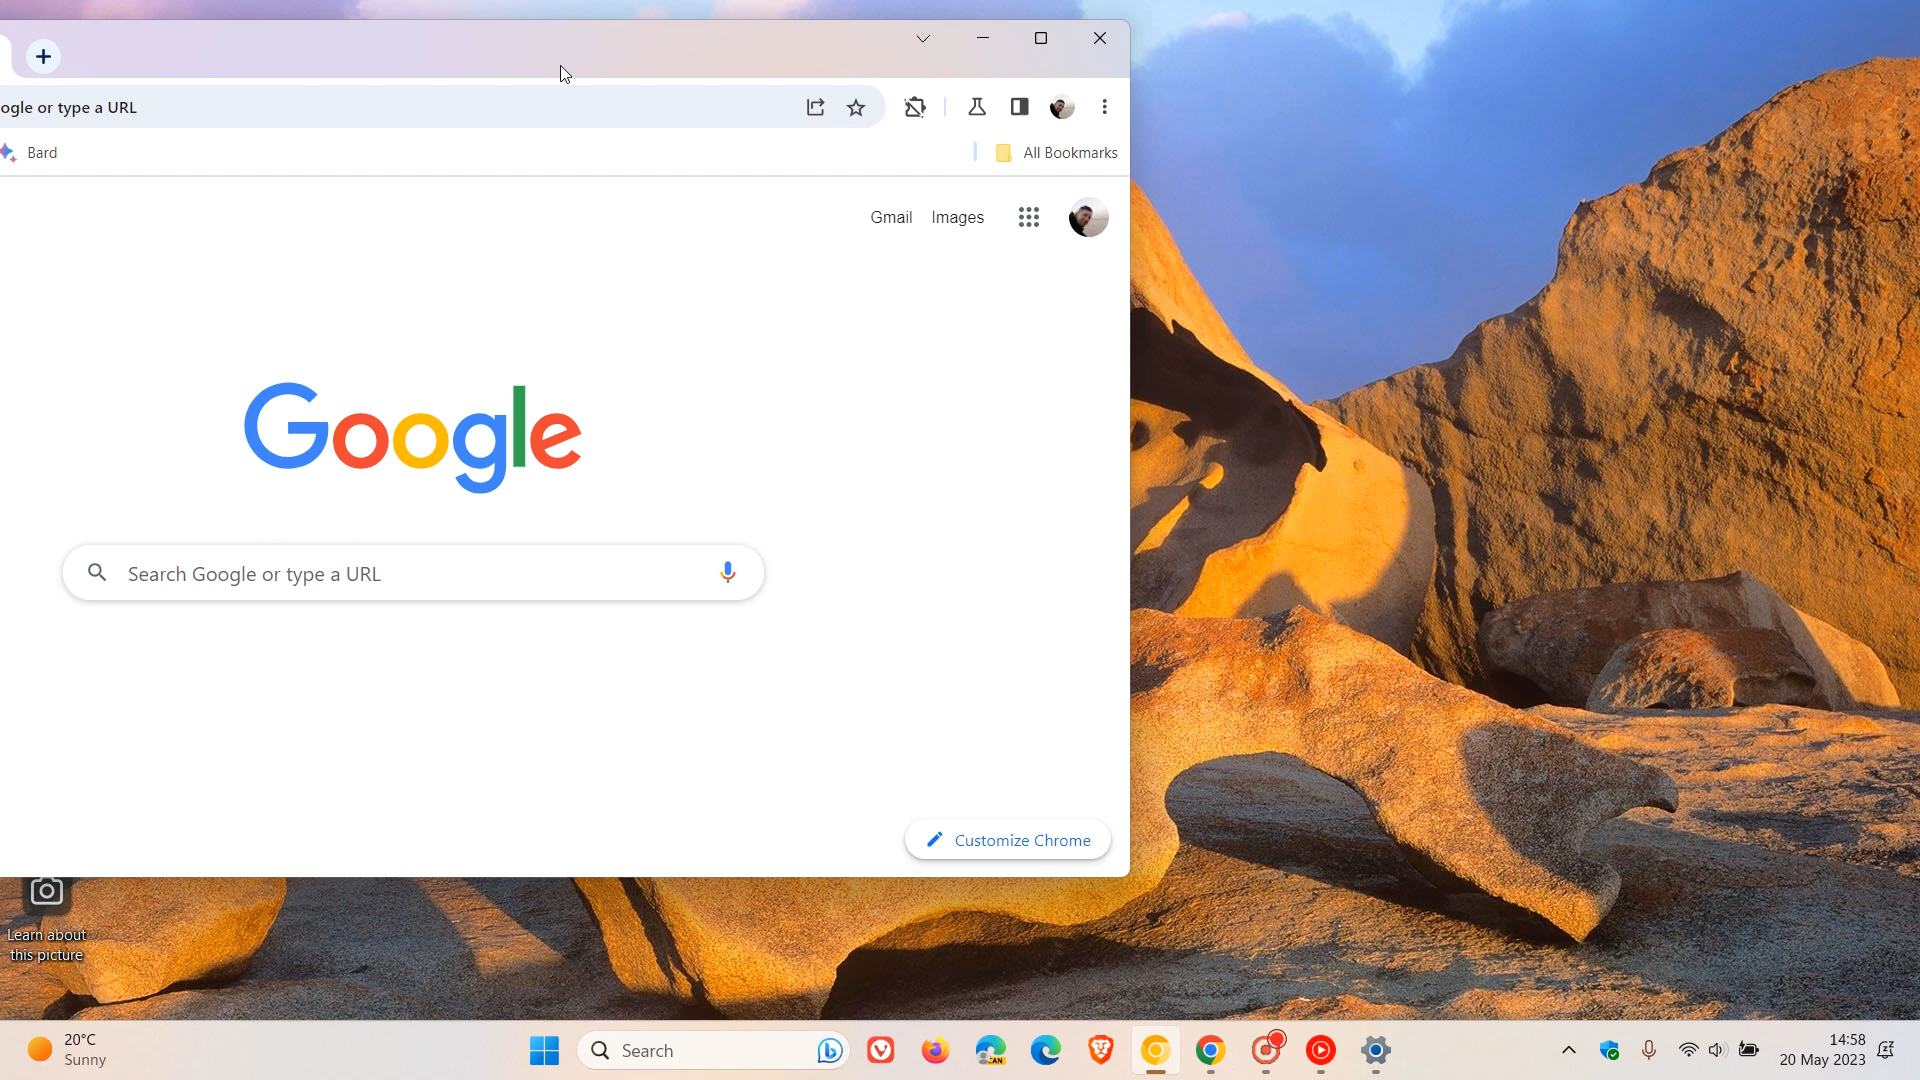 ogle or type a URL
Bard
All Bookmarks
Gmail Images
Google
Search Google or type a URL
Customize Chrome
Learn about
this picture
20°C
Sunny
Search
CAN
14:58
20 May 2023